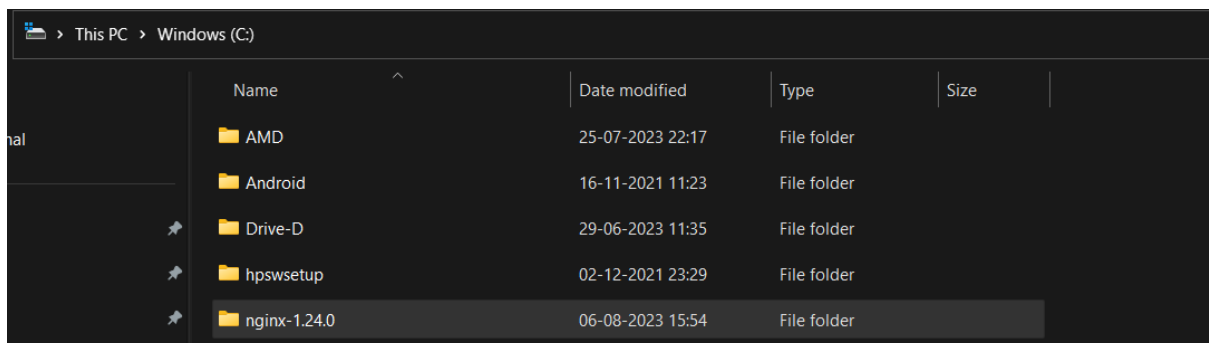 This PC > Windows (C:)
Name Date modified Type Size
nal
AMD 25-07-2023 22:17 File folder
Android 16-11-2021 11:23 File folder
Drive-D 29-06-2023 11:35 File folder
hpswsetup 02-12-2021 23:29 File folder
nginx-1.24.0 06-08-2023 15:54 File folder